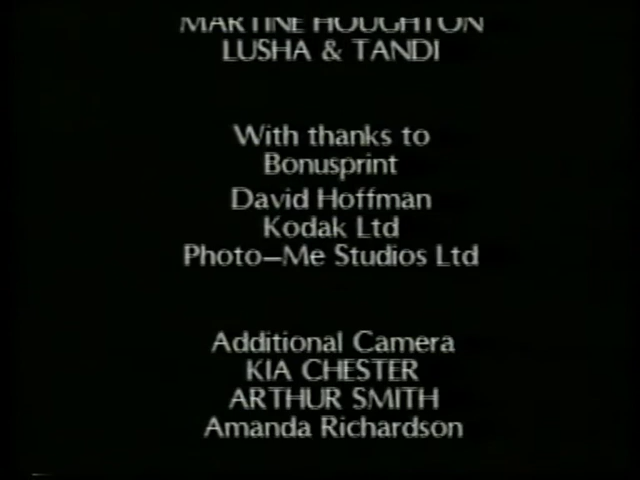 MARTINE HOUGHTON
LUSHA & TANDI
With thanks to
Bonusprint
David Hoffman
Kodak Ltd
Photo–Me Studios Ltd
Additional Camera
KIA CHESTER
ARTHUR SMITH
Amanda Richardson